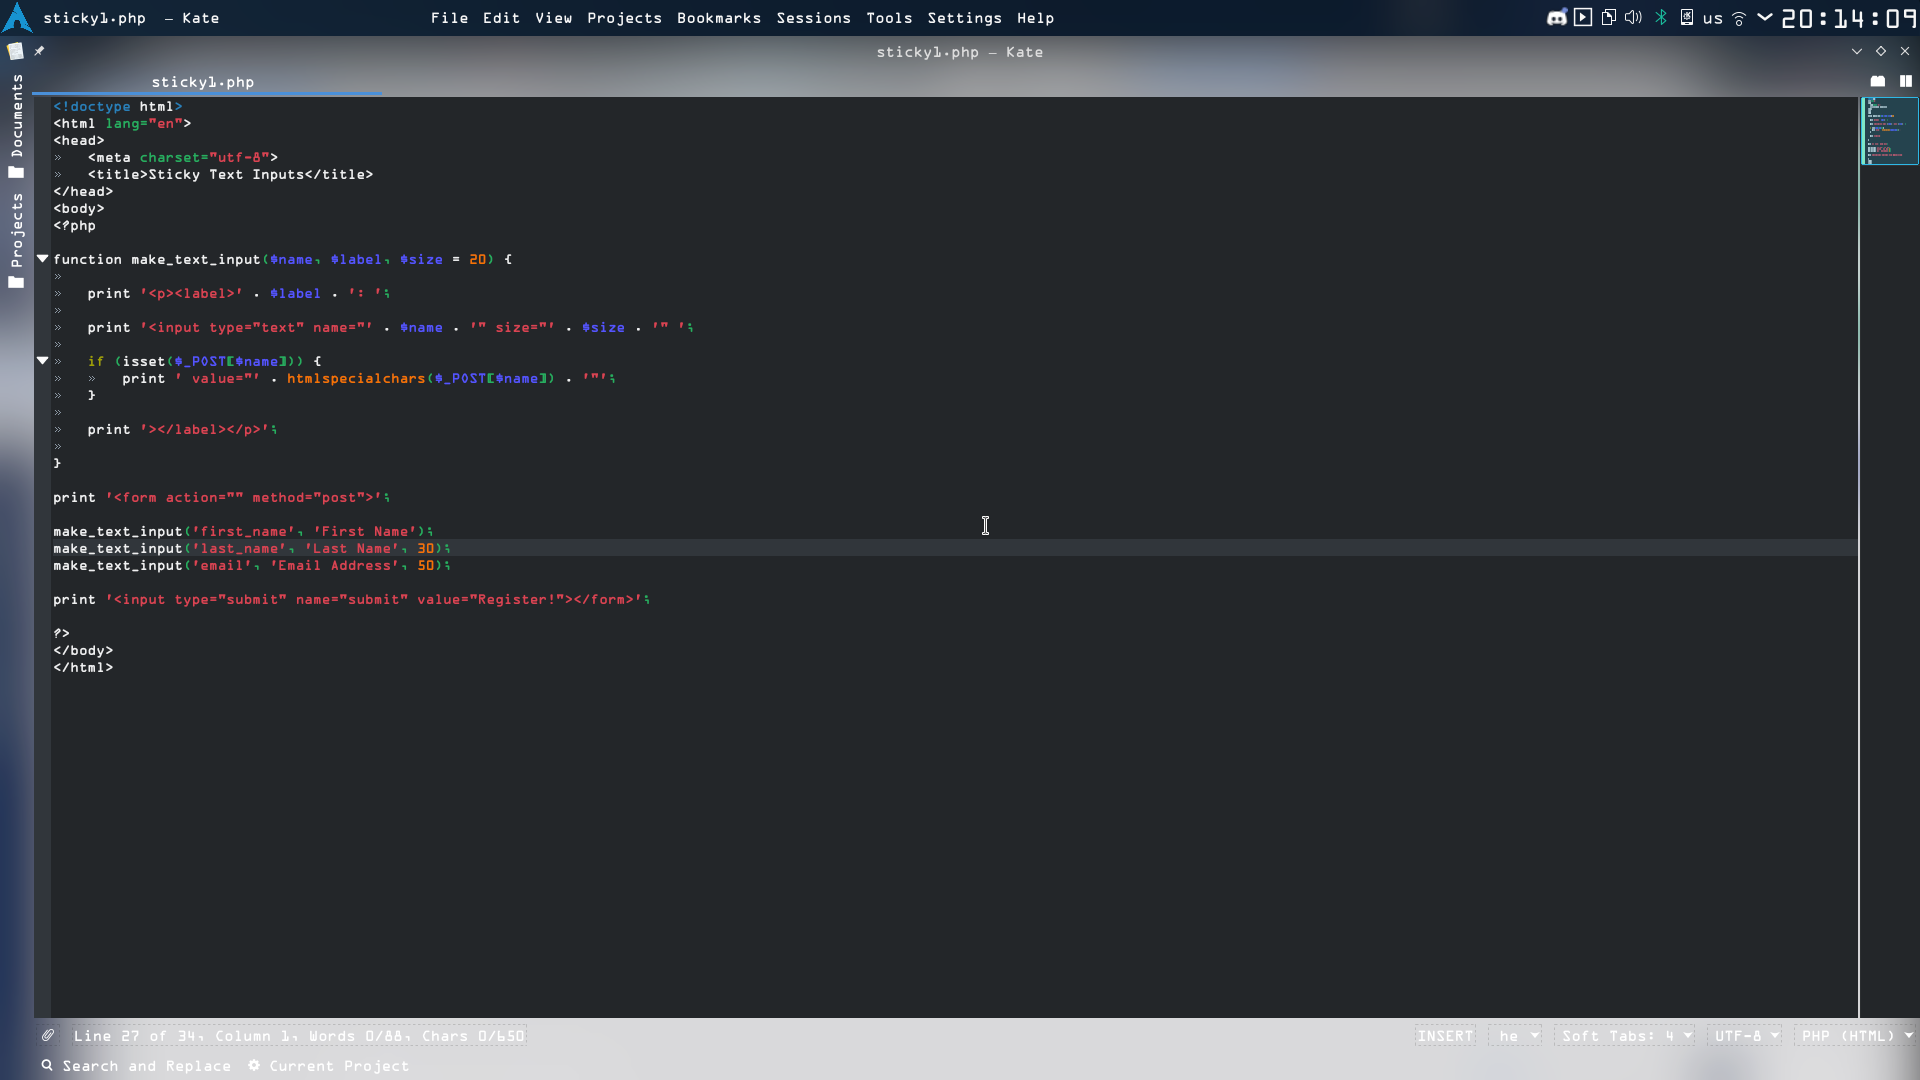 sticky1.php – Kate File Edit View Projects Bookmarks Sessions Tools Settings Help us 20:14:09
sticky1.php – Kate
sticky1.php
Documents
Projects
<!doctype html>
<html lang="en">
<head>
» <meta charset="utf-8">
» <title>Sticky Text Inputs</title>
</head>
<body>
<?php
function make_text_input($name, $label, $size = 20) {
»
» print '<p><label>' . $label . ': ';
»
» print '<input type="text" name="' . $name . '" size="' . $size . '" ';
»
» if (isset($_POST[$name])) {
» » print ' value="' . htmlspecialchars($_POST[$name]) . '"';
» }
»
» print '></label></p>';
»
}
print '<form action="" method="post">';
make_text_input('first_name', 'First Name');
make_text_input('last_name', 'Last Name', 30);
make_text_input('email', 'Email Address', 50);
print '<input type="submit" name="submit" value="Register!"></form>';
?>
</body>
</html>
Line 27 of 34, Column 1, Words 0/88, Chars 0/650 INSERT he Soft Tabs: 4 UTF-8 PHP (HTML)
Search and Replace Current Project